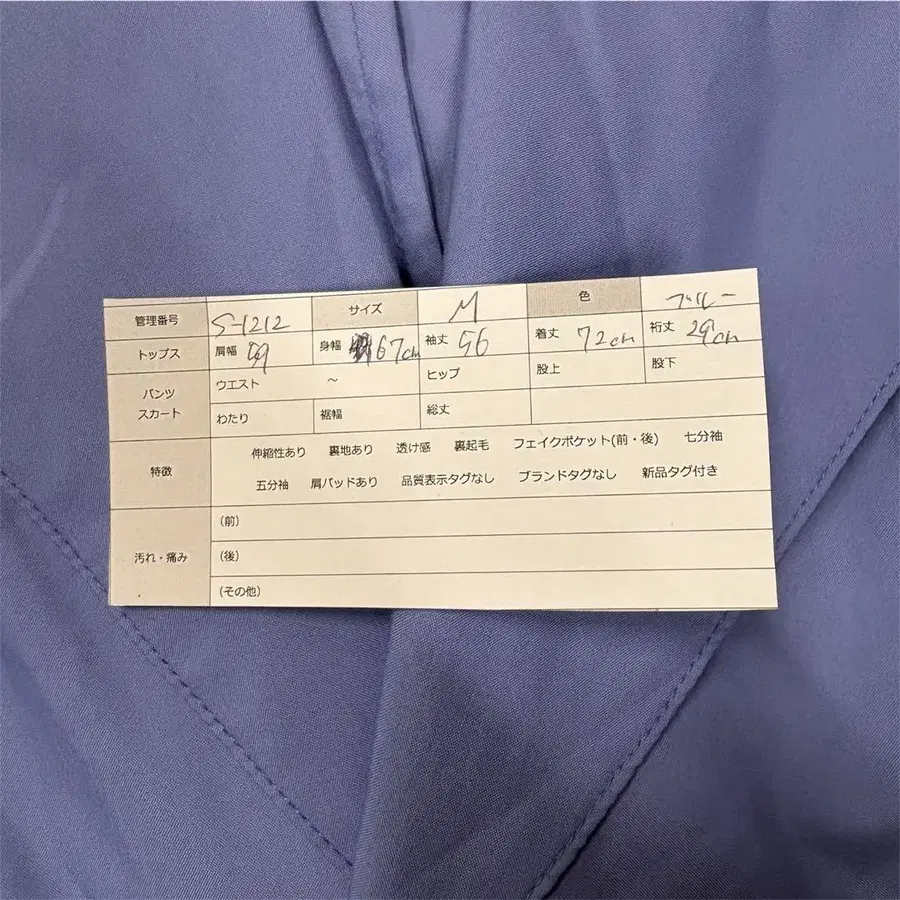 管理番号 S-1212 サイズ M 色 ブルー
トップス 肩幅 59 身幅 67cm 袖丈 56 着丈 72cm 裄丈 29cm
パンツ スカート ウエスト ～ ヒップ 股上 股下
わたり 裾幅 総丈
特徴 伸縮性あり 裏地あり 透け感 裏起毛 フェイクポケット(前・後) 七分袖
五分袖 肩パッドあり 品質表示タグなし ブランドタグなし 新品タグ付き
汚れ・痛み (前)
(後)
(その他)